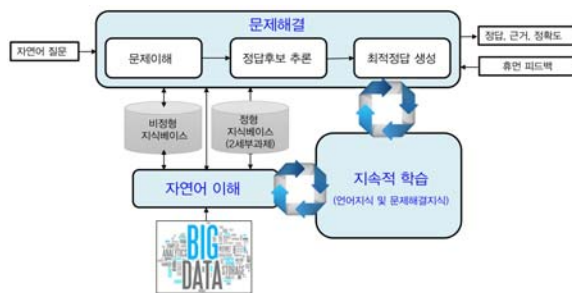 문제해결
정답, 근거, 정확도
자연어 질문
문제이해
정답후보 추론
최적정답 생성
휴먼 피드백
비정형
지식베이스
정형
지식베이스
(2세부과제)
자연어 이해
지속적 학습
(언어지식 및 문제해결지식)
BIG
DATA
STORAGE